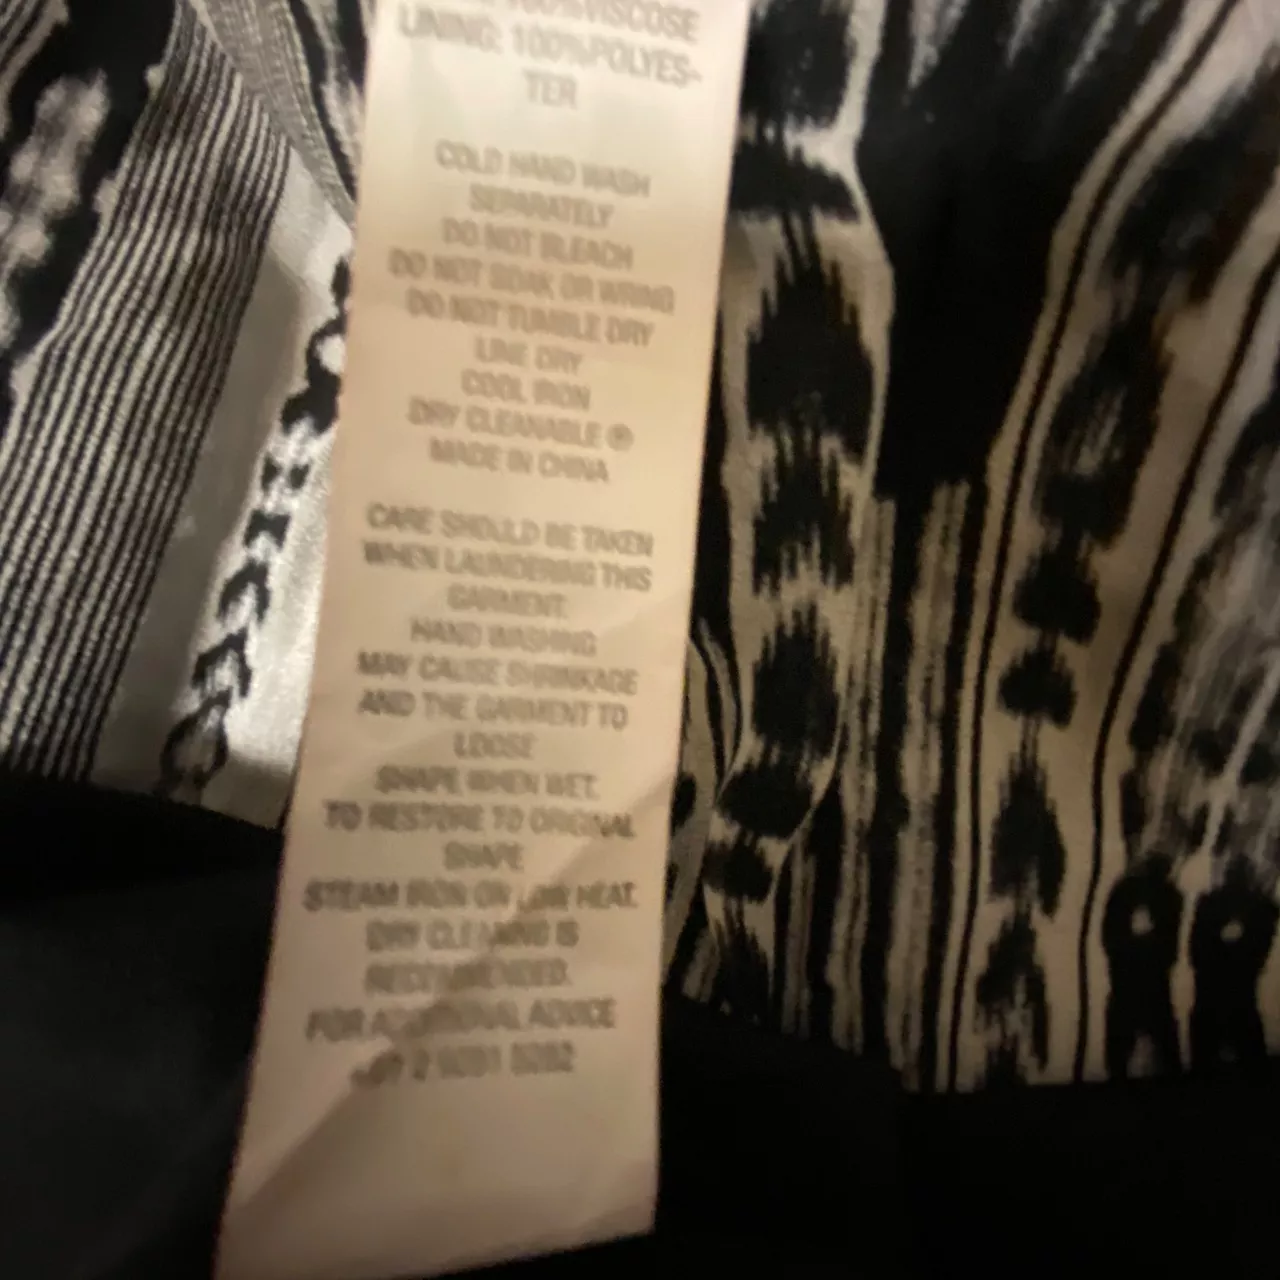 100%VISCOSE
LINING: 100%POLYES-
TER
COLD HAND WASH
SEPARATELY
DO NOT BLEACH
DO NOT SOAK OR WRING
DO NOT TUMBLE DRY
LINE DRY
COOL IRON
DRY CLEANABLE Ⓟ
MADE IN CHINA
CARE SHOULD BE TAKEN
WHEN LAUNDERING THIS
GARMENT.
HAND WASHING
MAY CAUSE SHRINKAGE
AND THE GARMENT TO
LOOSE
SHAPE WHEN WET.
TO RESTORE TO ORIGINAL
SHAPE
STEAM IRON ON LOW HEAT.
DRY CLEANING IS
RECOMMENDED.
FOR ADDITIONAL ADVICE